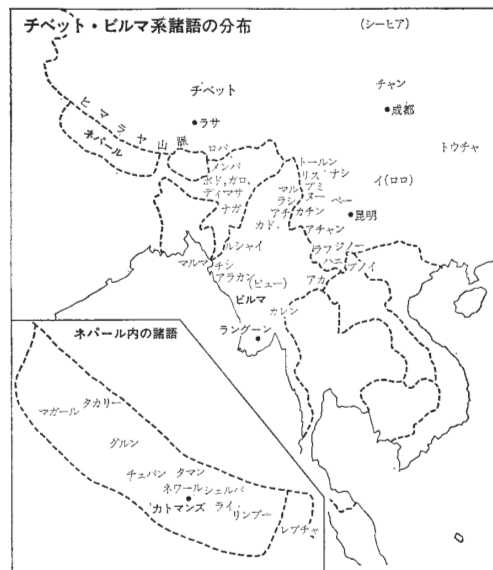 チベット・ビルマ系諸語の分布
(シーヒア)
チャン
チベット
成都
ラサ
ヒマラヤ山脈
ネパール
トウチャ
ロパ
メンパ
トールン
リス ナシ
ボド,ガロ,
ディマサ
イ(ロロ)
マル プミ
ヌー
ラシ ペー
ナガ
アチ カチン
昆明
カド
アチャン
ルシャイ
ラフ ジノー
ハニ
マルマ
チン
プノイ
アラカン
(ピュー)
アカ
ビルマ
カレン
ラングーン
ネパール内の諸語
タカリー
マガール
グルン
チェパン タマン
ネワール シェルパ
カトマンズ ライ
リンブー
レプチャ